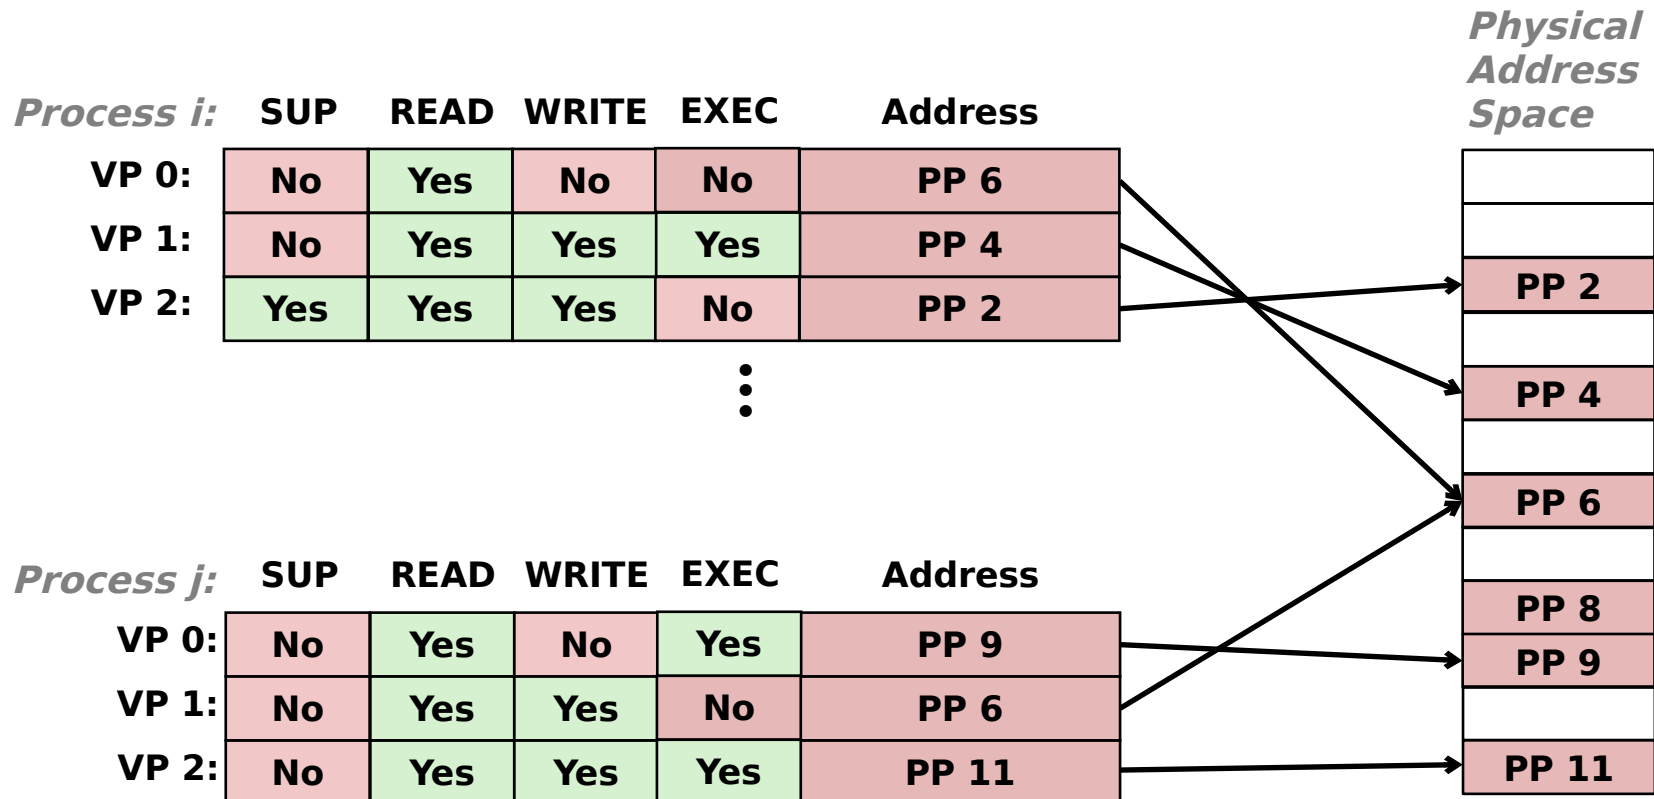 Physical
Address
Space
Process i: SUP READ WRITE EXEC Address
VP 0: No Yes No No PP 6
VP 1: No Yes Yes Yes PP 4
VP 2: Yes Yes Yes No PP 2
PP 2
PP 4
PP 6
PP 8
PP 9
PP 11
Process j: SUP READ WRITE EXEC Address
VP 0: No Yes No Yes PP 9
VP 1: No Yes Yes No PP 6
VP 2: No Yes Yes Yes PP 11